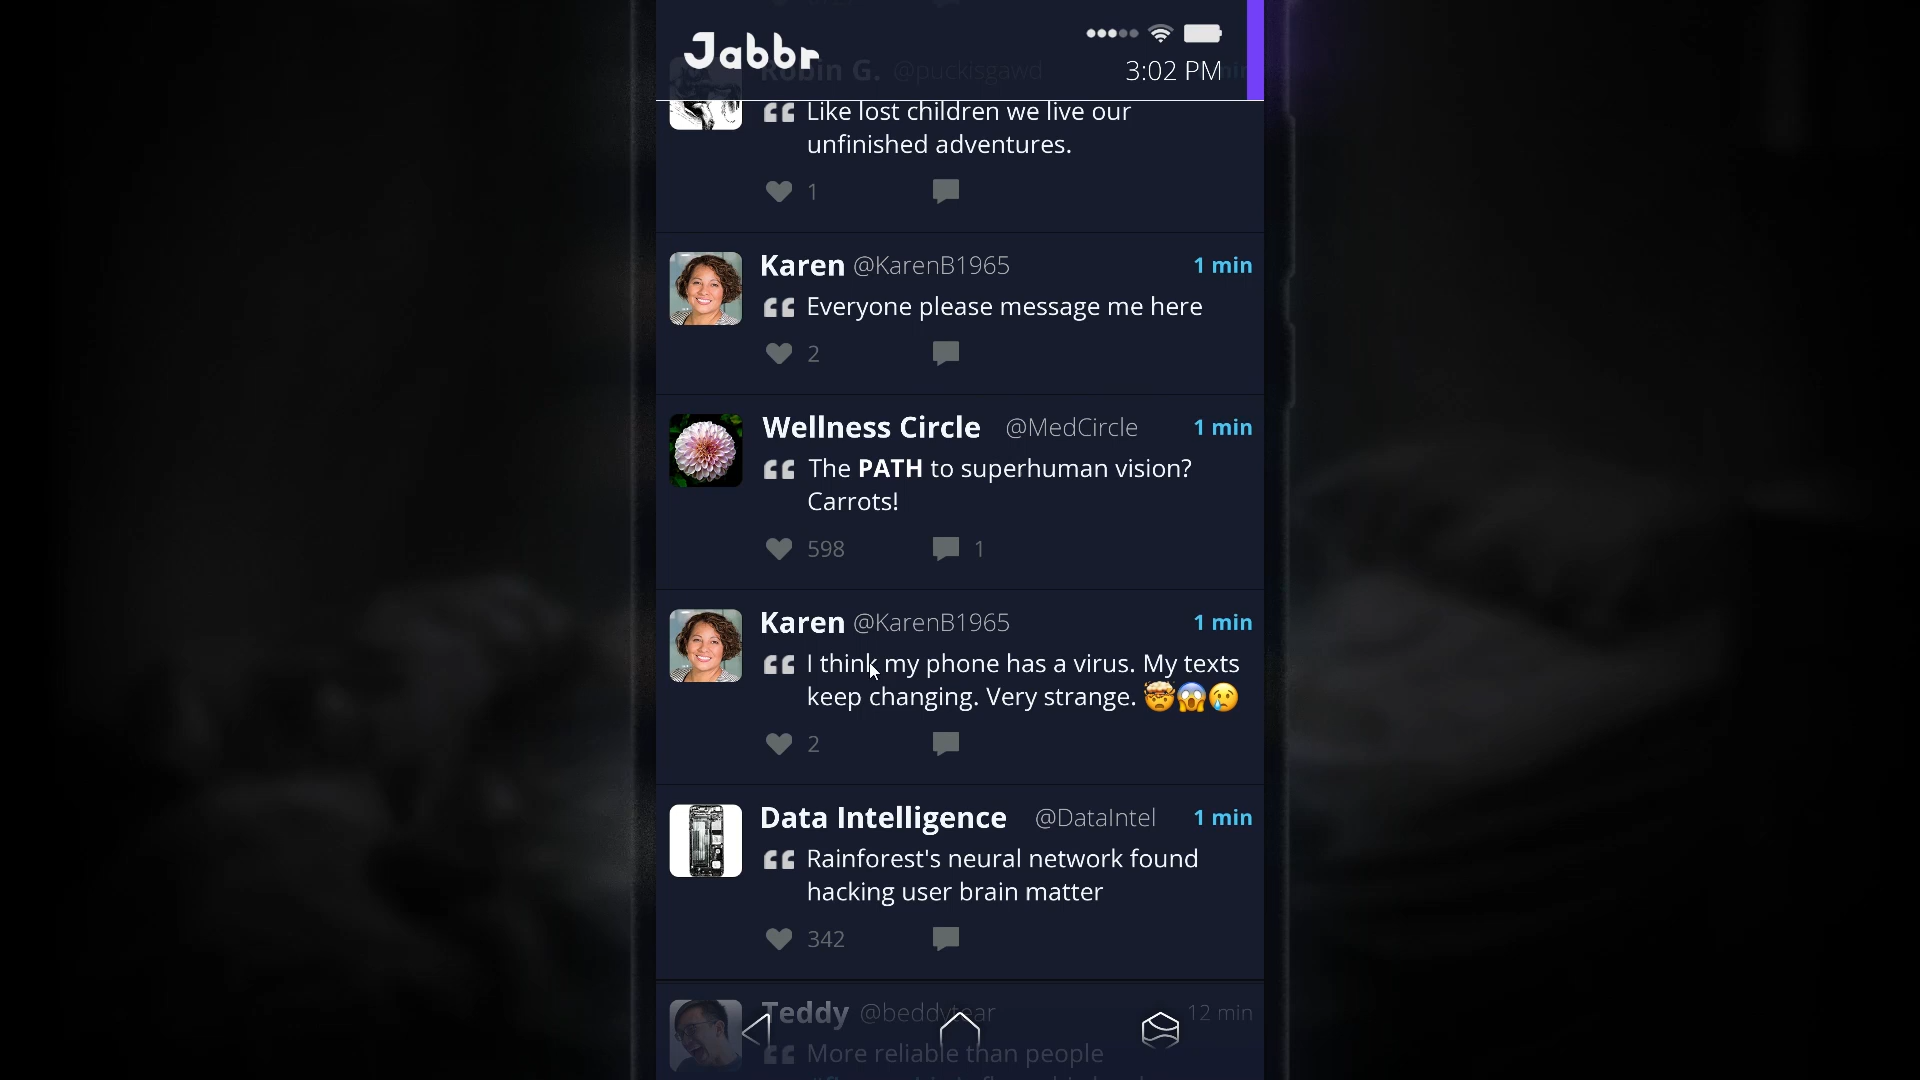 Jabbr
3:02 PM
Robin G. @puckisgawd
Like lost children we live our
unfinished adventures.
1
Karen @KarenB1965 1 min
Everyone please message me here
2
Wellness Circle @MedCircle 1 min
The PATH to superhuman vision?
Carrots!
598 1
Karen @KarenB1965 1 min
I think my phone has a virus. My texts
keep changing. Very strange. 🤯😱😢
2
Data Intelligence @DataIntel 1 min
Rainforest's neural network found
hacking user brain matter
342
Teddy @beddytear 12 min
More reliable than people